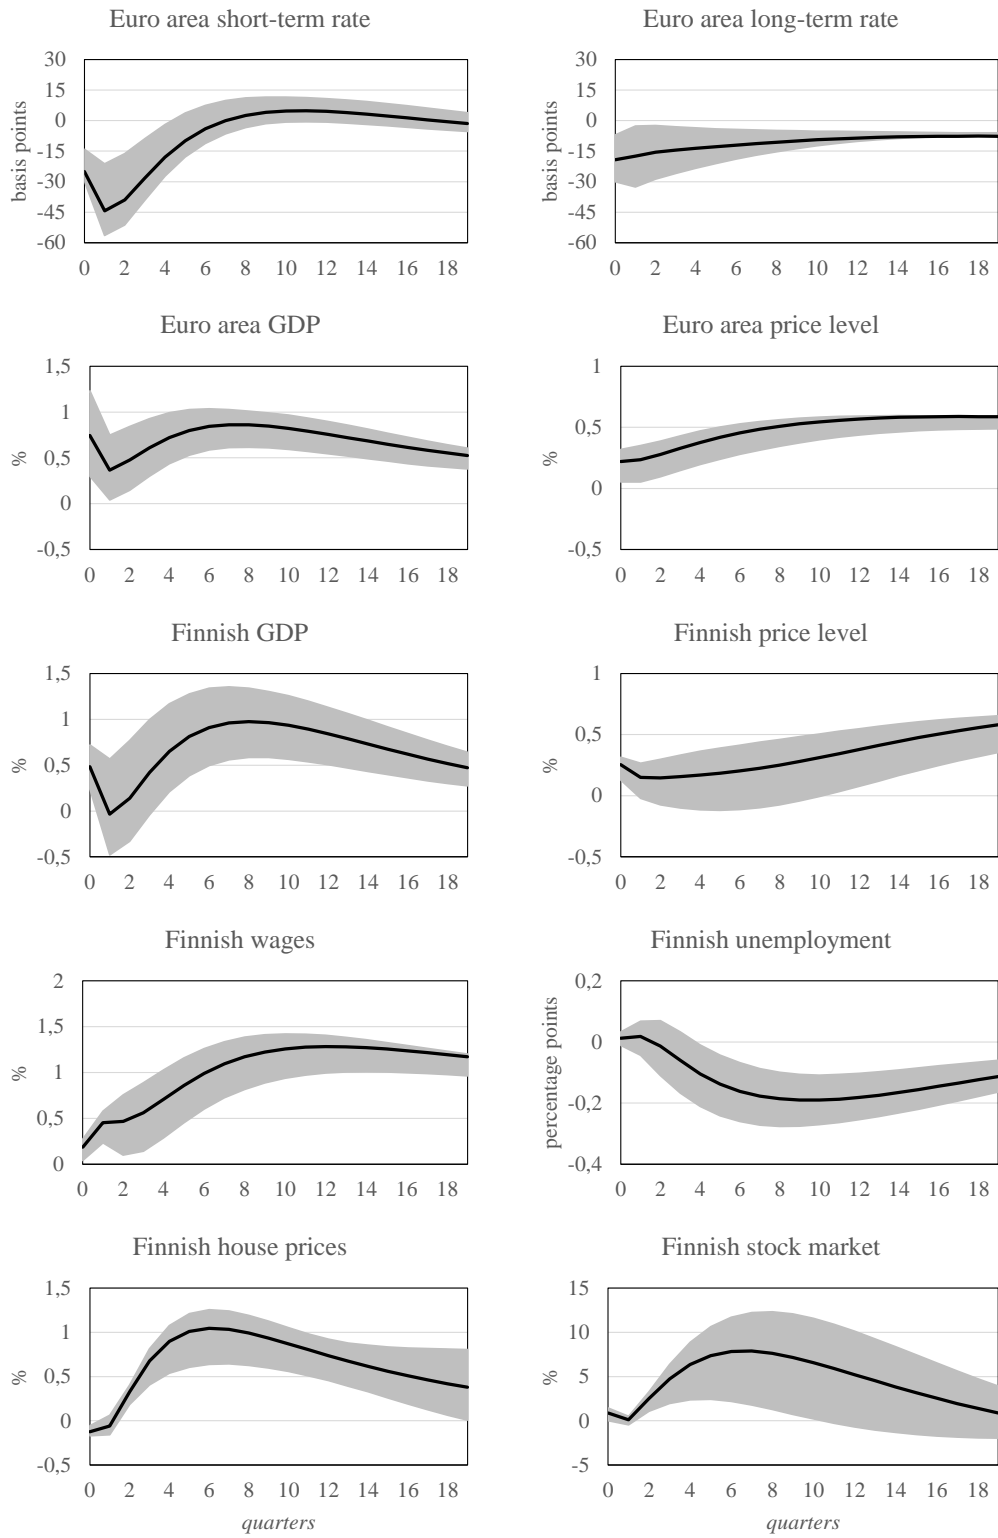 Euro area short-term rate
basis points
30
15
0
-15
-30
-45
-60
0 2 4 6 8 10 12 14 16 18
Euro area long-term rate
basis points
30
15
0
-15
-30
-45
-60
0 2 4 6 8 10 12 14 16 18
Euro area GDP
%
1,5
1
0,5
0
-0,5
0 2 4 6 8 10 12 14 16 18
Euro area price level
%
1
0,5
0
-0,5
0 2 4 6 8 10 12 14 16 18
Finnish GDP
%
1,5
1
0,5
0
-0,5
0 2 4 6 8 10 12 14 16 18
Finnish price level
%
1
0,5
0
-0,5
0 2 4 6 8 10 12 14 16 18
Finnish wages
%
2
1,5
1
0,5
0
0 2 4 6 8 10 12 14 16 18
Finnish unemployment
percentage points
0,2
0
-0,2
-0,4
0 2 4 6 8 10 12 14 16 18
Finnish house prices
%
1,5
1
0,5
0
-0,5
0 2 4 6 8 10 12 14 16 18
quarters
Finnish stock market
%
15
10
5
0
-5
0 2 4 6 8 10 12 14 16 18
quarters